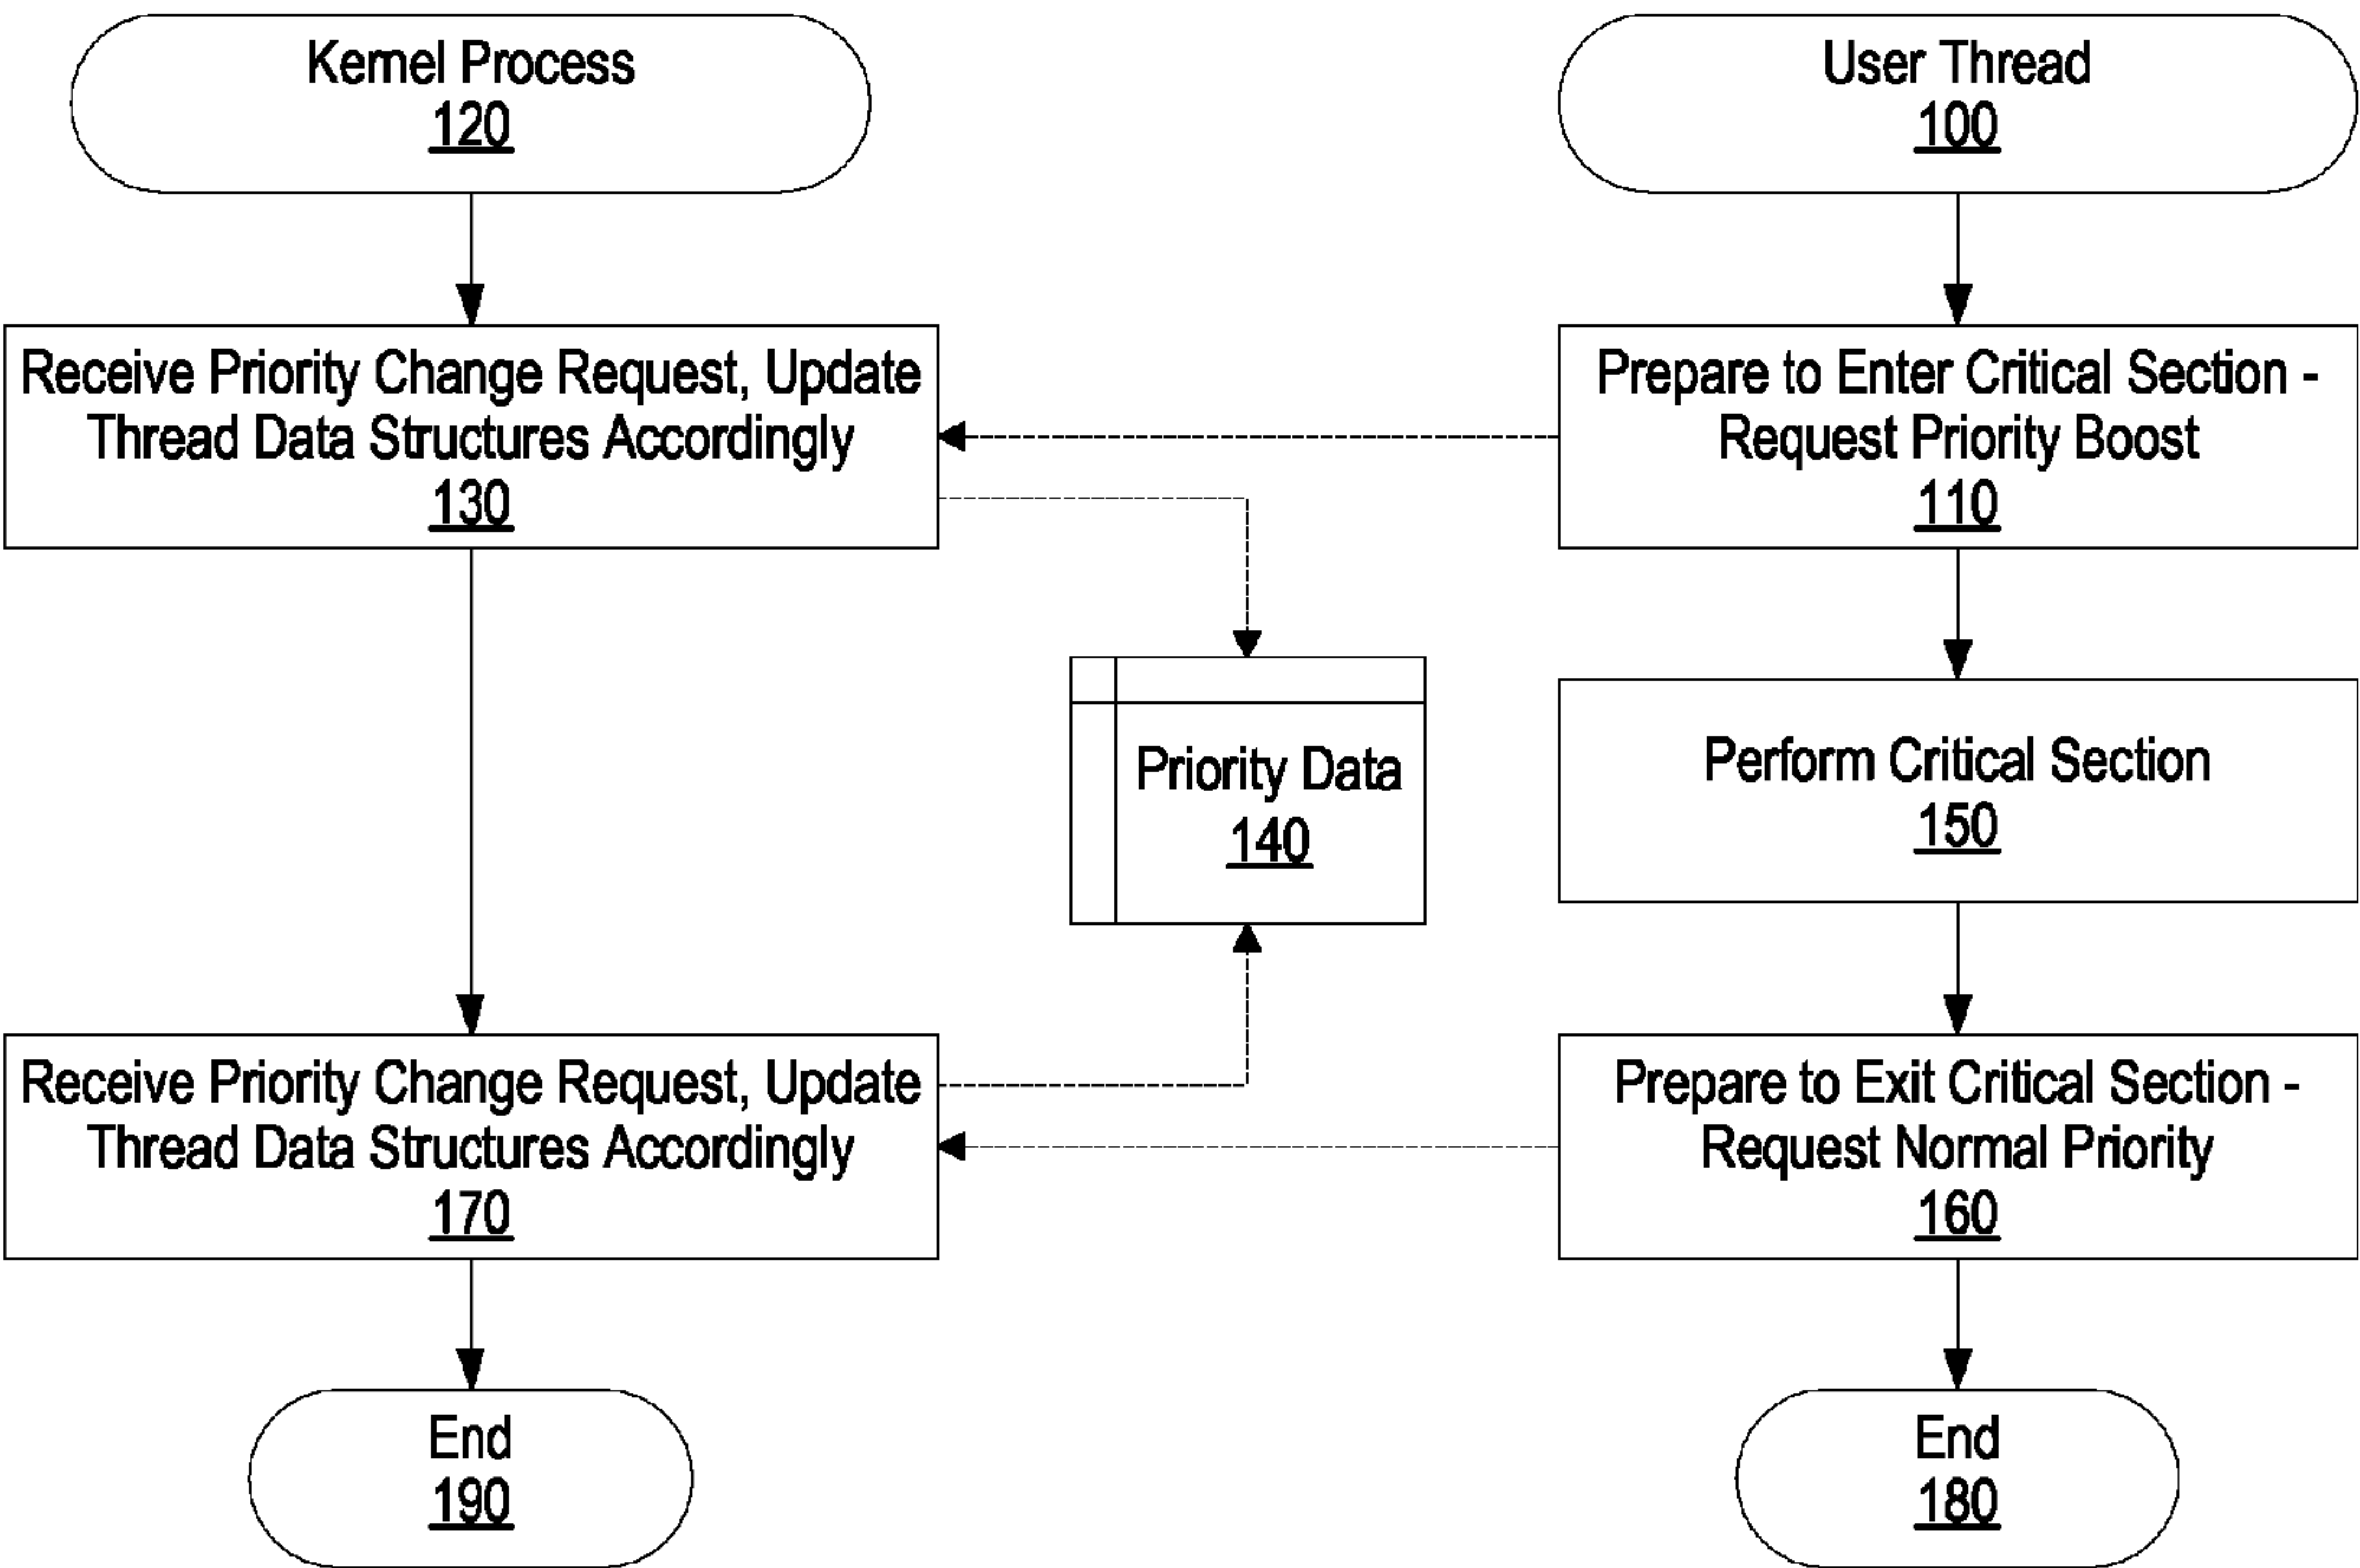 Kernel Process
120
User Thread
100
Receive Priority Change Request, Update
Thread Data Structures Accordingly
130
Prepare to Enter Critical Section -
Request Priority Boost
110
Priority Data
140
Perform Critical Section
150
Receive Priority Change Request, Update
Thread Data Structures Accordingly
170
Prepare to Exit Critical Section -
Request Normal Priority
160
End
190
End
180